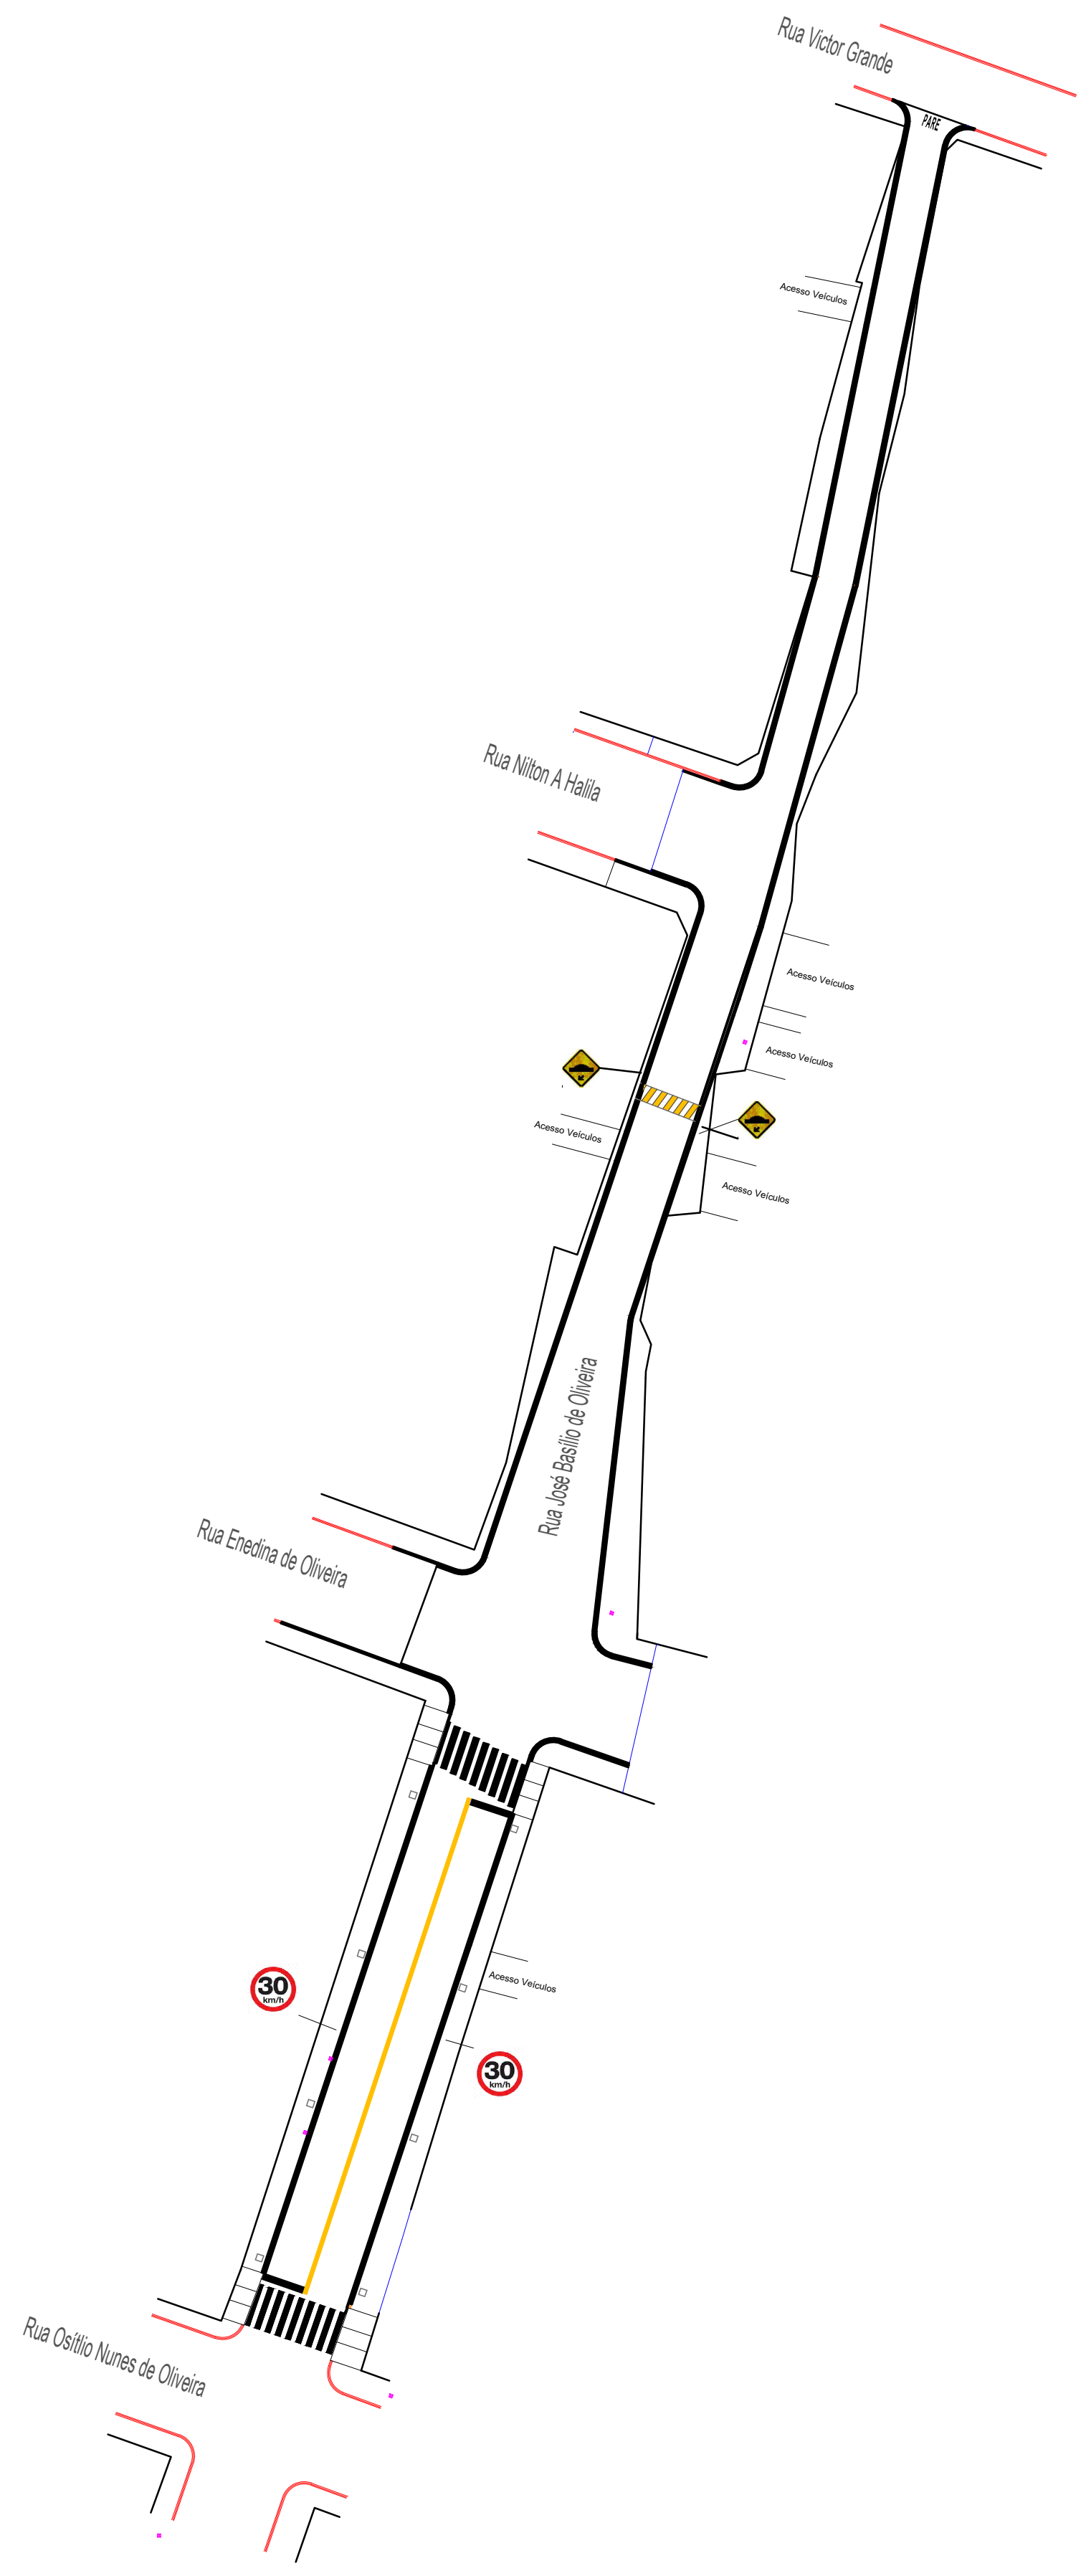 Rua Victor Grande
PARE
Acesso Veículos
Rua Nilton A Halila
Acesso Veículos
Acesso Veículos
Acesso Veículos
Acesso Veículos
Rua José Basílio de Oliveira
Rua Enedina de Oliveira
Acesso Veículos
30
km/h
30
km/h
Rua Osítlio Nunes de Oliveira